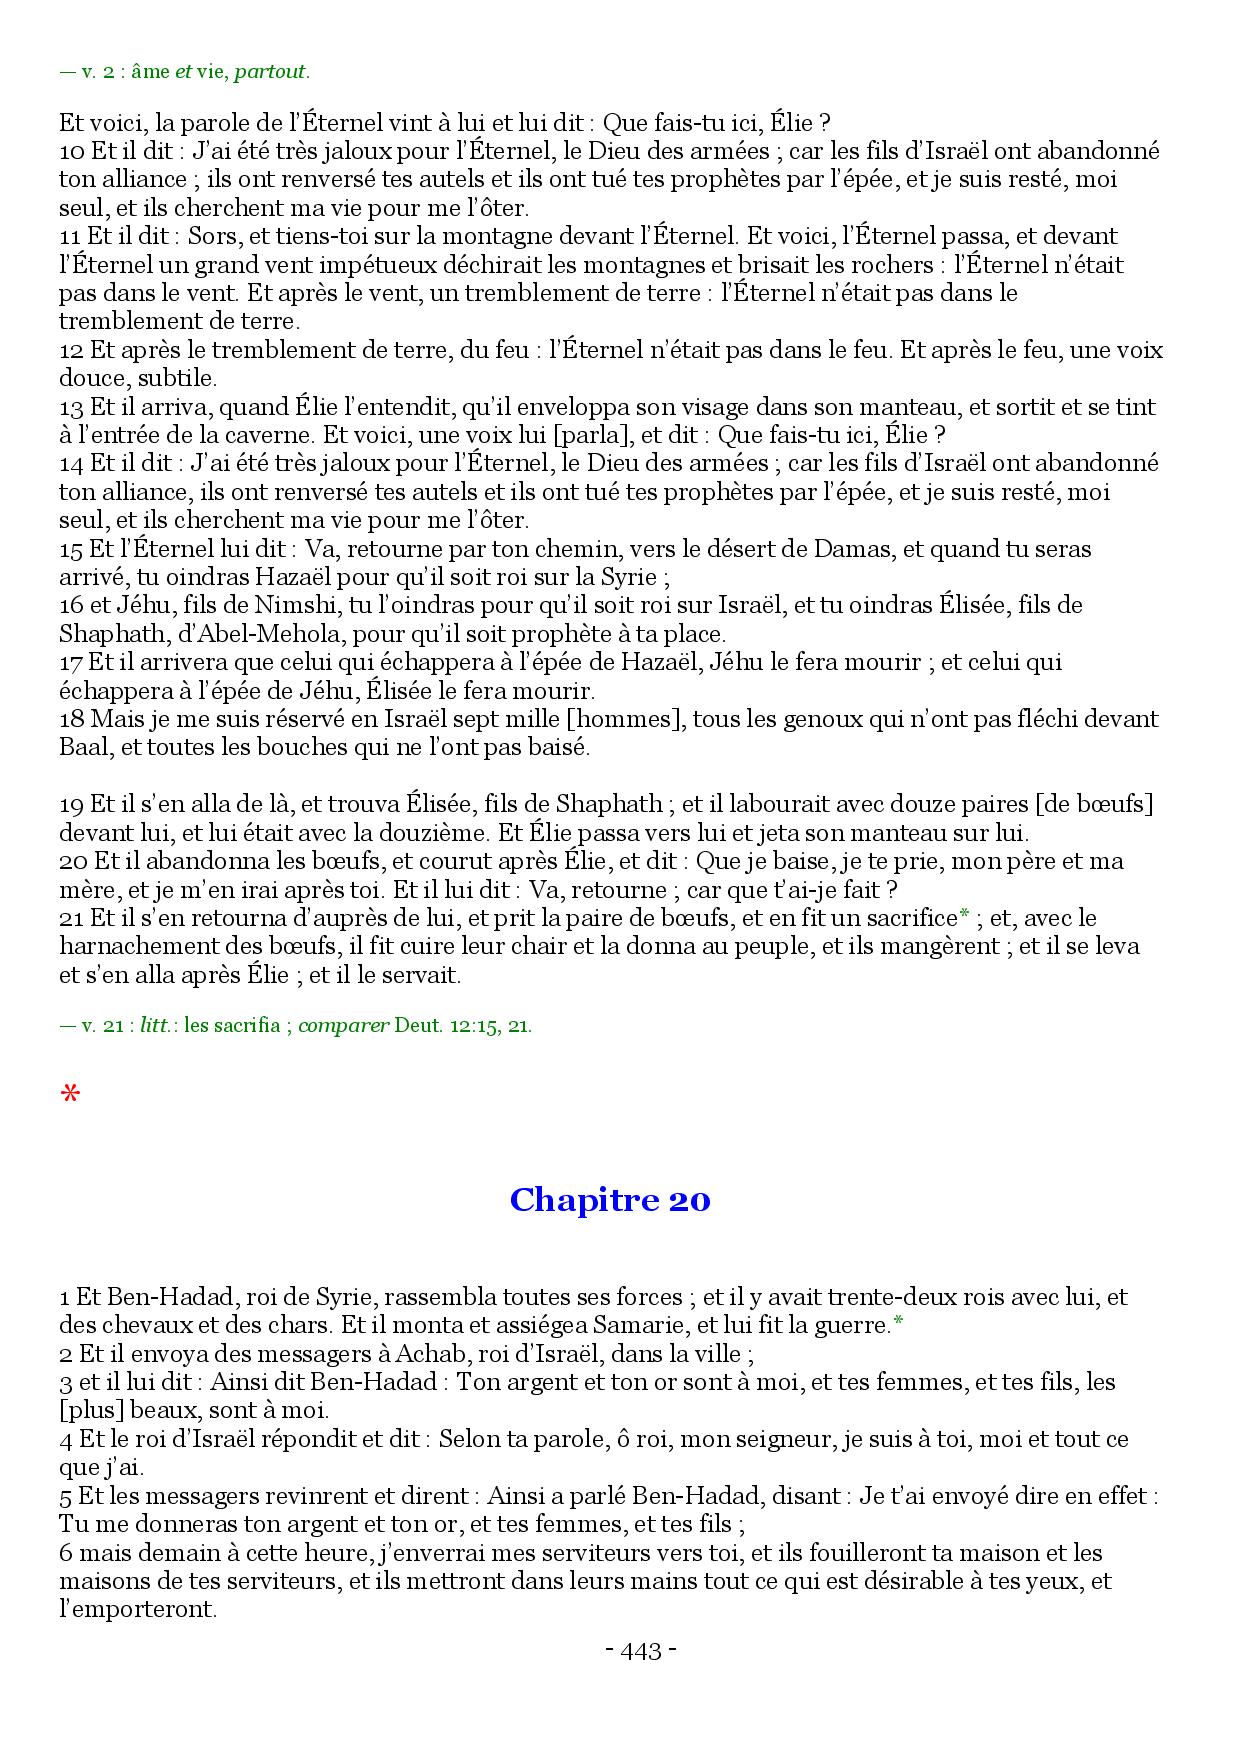 — v. 2 : âme et vie, partout.
Et voici, la parole de l’Éternel vint à lui et lui dit : Que fais-tu ici, Élie ?
10 Et il dit : J’ai été très jaloux pour l’Éternel, le Dieu des armées ; car les fils d’Israël ont abandonné
ton alliance ; ils ont renversé tes autels et ils ont tué tes prophètes par l’épée, et je suis resté, moi
seul, et ils cherchent ma vie pour me l’ôter.
11 Et il dit : Sors, et tiens-toi sur la montagne devant l’Éternel. Et voici, l’Éternel passa, et devant
l’Éternel un grand vent impétueux déchirait les montagnes et brisait les rochers : l’Éternel n’était
pas dans le vent. Et après le vent, un tremblement de terre : l’Éternel n’était pas dans le
tremblement de terre.
12 Et après le tremblement de terre, du feu : l’Éternel n’était pas dans le feu. Et après le feu, une voix
douce, subtile.
13 Et il arriva, quand Élie l’entendit, qu’il enveloppa son visage dans son manteau, et sortit et se tint
à l’entrée de la caverne. Et voici, une voix lui [parla], et dit : Que fais-tu ici, Élie ?
14 Et il dit : J’ai été très jaloux pour l’Éternel, le Dieu des armées ; car les fils d’Israël ont abandonné
ton alliance, ils ont renversé tes autels et ils ont tué tes prophètes par l’épée, et je suis resté, moi
seul, et ils cherchent ma vie pour me l’ôter.
15 Et l’Éternel lui dit : Va, retourne par ton chemin, vers le désert de Damas, et quand tu seras
arrivé, tu oindras Hazaël pour qu’il soit roi sur la Syrie ;
16 et Jéhu, fils de Nimshi, tu l’oindras pour qu’il soit roi sur Israël, et tu oindras Élisée, fils de
Shaphath, d’Abel-Mehola, pour qu’il soit prophète à ta place.
17 Et il arrivera que celui qui échappera à l’épée de Hazaël, Jéhu le fera mourir ; et celui qui
échappera à l’épée de Jéhu, Élisée le fera mourir.
18 Mais je me suis réservé en Israël sept mille [hommes], tous les genoux qui n’ont pas fléchi devant
Baal, et toutes les bouches qui ne l’ont pas baisé.
19 Et il s’en alla de là, et trouva Élisée, fils de Shaphath ; et il labourait avec douze paires [de bœufs]
devant lui, et lui était avec la douzième. Et Élie passa vers lui et jeta son manteau sur lui.
20 Et il abandonna les bœufs, et courut après Élie, et dit : Que je baise, je te prie, mon père et ma
mère, et je m’en irai après toi. Et il lui dit : Va, retourne ; car que t’ai-je fait ?
21 Et il s’en retourna d’auprès de lui, et prit la paire de bœufs, et en fit un sacrifice* ; et, avec le
harnachement des bœufs, il fit cuire leur chair et la donna au peuple, et ils mangèrent ; et il se leva
et s’en alla après Élie ; et il le servait.
— v. 21 : litt.: les sacrifia ; comparer Deut. 12:15, 21.
*
Chapitre 20
1 Et Ben-Hadad, roi de Syrie, rassembla toutes ses forces ; et il y avait trente-deux rois avec lui, et
des chevaux et des chars. Et il monta et assiégea Samarie, et lui fit la guerre.*
2 Et il envoya des messagers à Achab, roi d’Israël, dans la ville ;
3 et il lui dit : Ainsi dit Ben-Hadad : Ton argent et ton or sont à moi, et tes femmes, et tes fils, les
[plus] beaux, sont à moi.
4 Et le roi d’Israël répondit et dit : Selon ta parole, ô roi, mon seigneur, je suis à toi, moi et tout ce
que j’ai.
5 Et les messagers revinrent et dirent : Ainsi a parlé Ben-Hadad, disant : Je t’ai envoyé dire en effet :
Tu me donneras ton argent et ton or, et tes femmes, et tes fils ;
6 mais demain à cette heure, j’enverrai mes serviteurs vers toi, et ils fouilleront ta maison et les
maisons de tes serviteurs, et ils mettront dans leurs mains tout ce qui est désirable à tes yeux, et
l’emporteront.
- 443 -